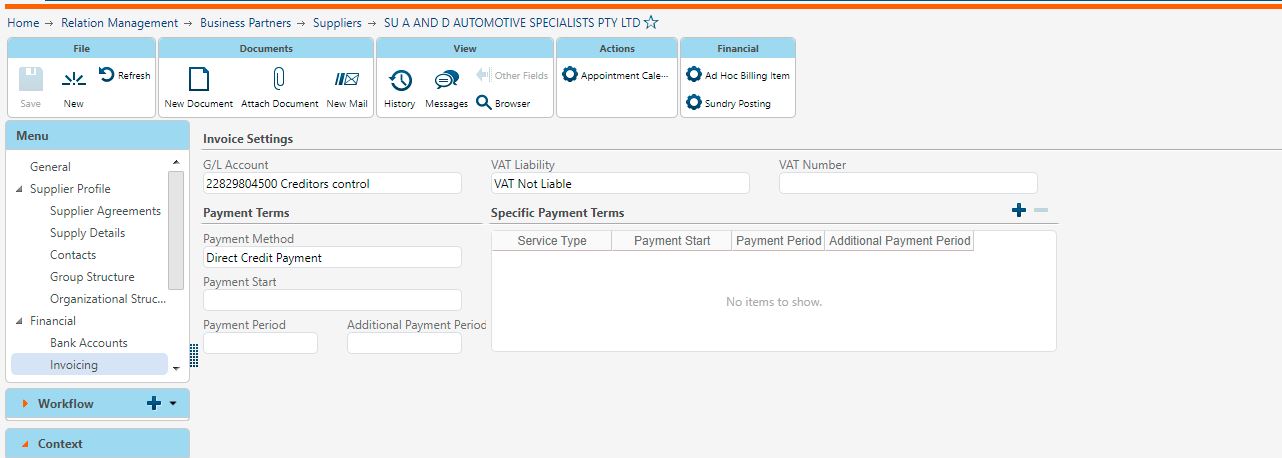 Home → Relation Management → Business Partners → Suppliers → SU A AND D AUTOMOTIVE SPECIALISTS PTY LTD
File
Save
New
Refresh
Documents
New Document
Attach Document
New Mail
View
History
Messages
Other Fields
Browser
Actions
Appointment Cale...
Financial
Ad Hoc Billing Item
Sundry Posting
Menu
General
Supplier Profile
Supplier Agreements
Supply Details
Contacts
Group Structure
Organizational Struc...
Financial
Bank Accounts
Invoicing
Workflow
Context
Invoice Settings
G/L Account
22829804500 Creditors control
VAT Liability
VAT Not Liable
VAT Number
Payment Terms
Payment Method
Direct Credit Payment
Payment Start
Payment Period Additional Payment Period
Specific Payment Terms
Service Type Payment Start Payment Period Additional Payment Period
No items to show.